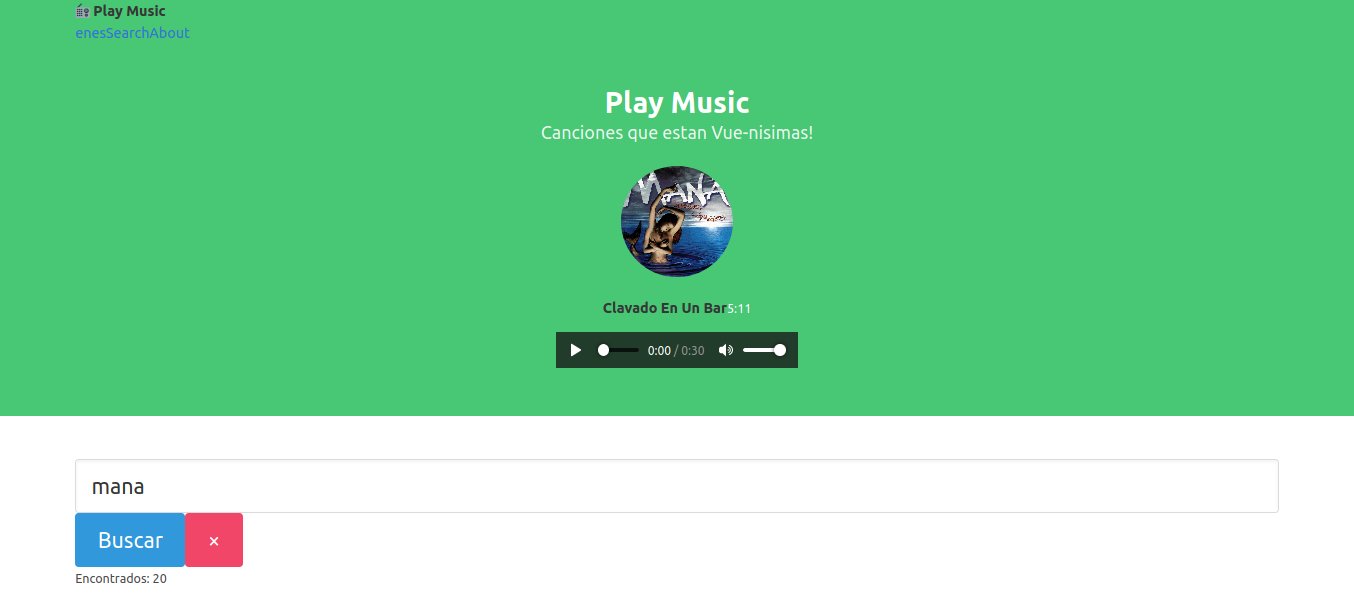 Play Music
enesSearchAbout
Play Music
Canciones que estan Vue-nisimas!
MANA
Clavado En Un Bar5:11
0:00 / 0:30
mana
Buscar ×
Encontrados: 20